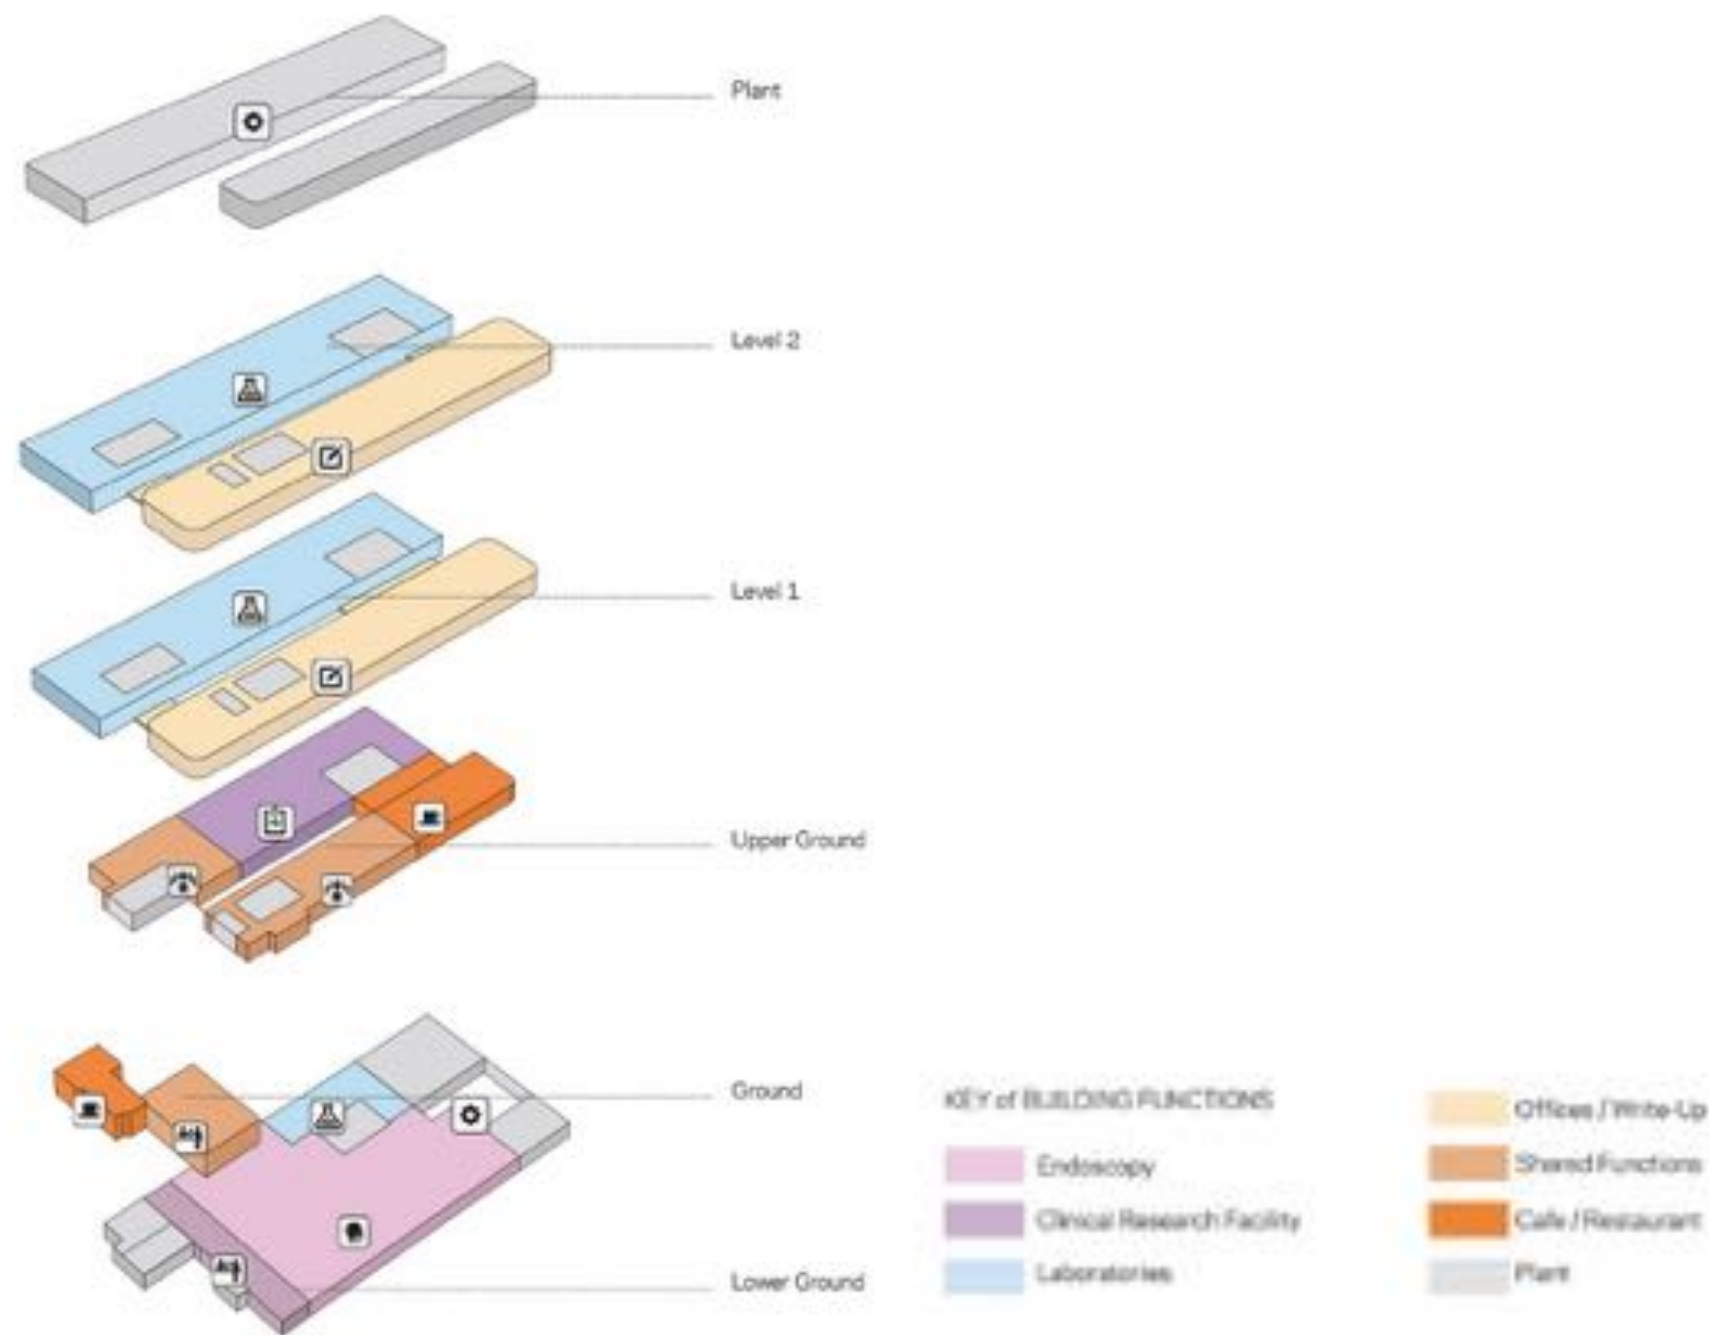 Plant
Level 2
Level 1
Upper Ground
Ground
Lower Ground
KEY of BUILDING FUNCTIONS
Endoscopy
Clinical Research Facility
Laboratories
Offices / Write-Up
Shared Functions
Cafe / Restaurant
Plant